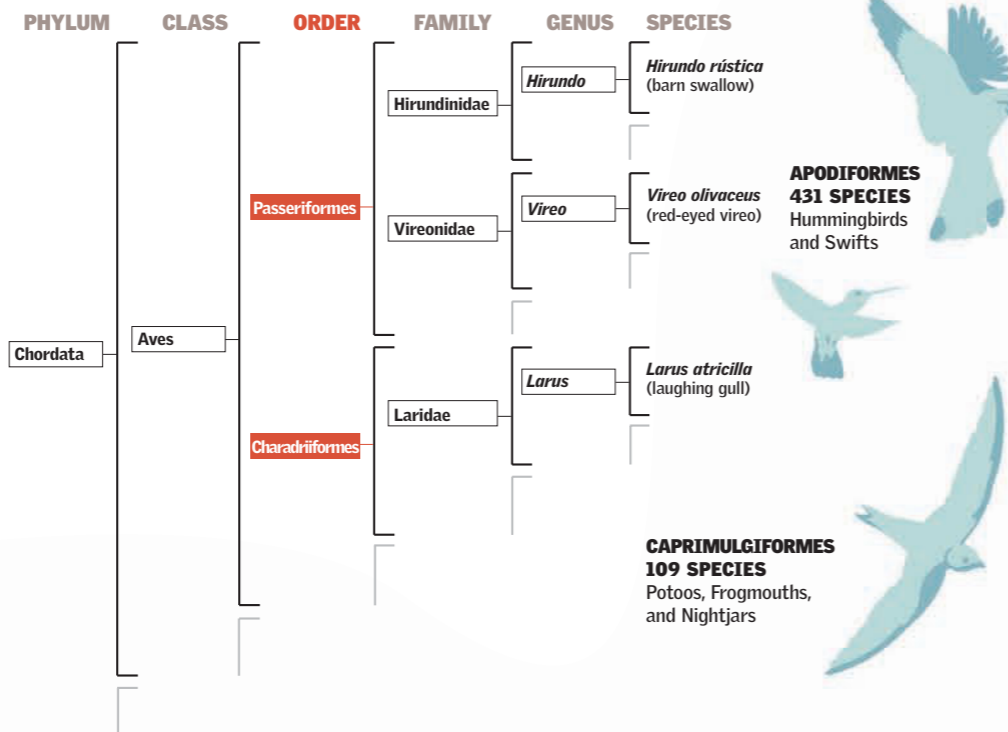 PHYLUM CLASS ORDER FAMILY GENUS SPECIES
Chordata
Aves
Passeriformes
Hirundinidae
Hirundo
Hirundo rústica
(barn swallow)
Vireonidae
Vireo
Vireo olivaceus
(red-eyed vireo)
Charadriiformes
Laridae
Larus
Larus atricilla
(laughing gull)
APODIFORMES
431 SPECIES
Hummingbirds
and Swifts
CAPRIMULGIFORMES
109 SPECIES
Potoos, Frogmouths,
and Nightjars